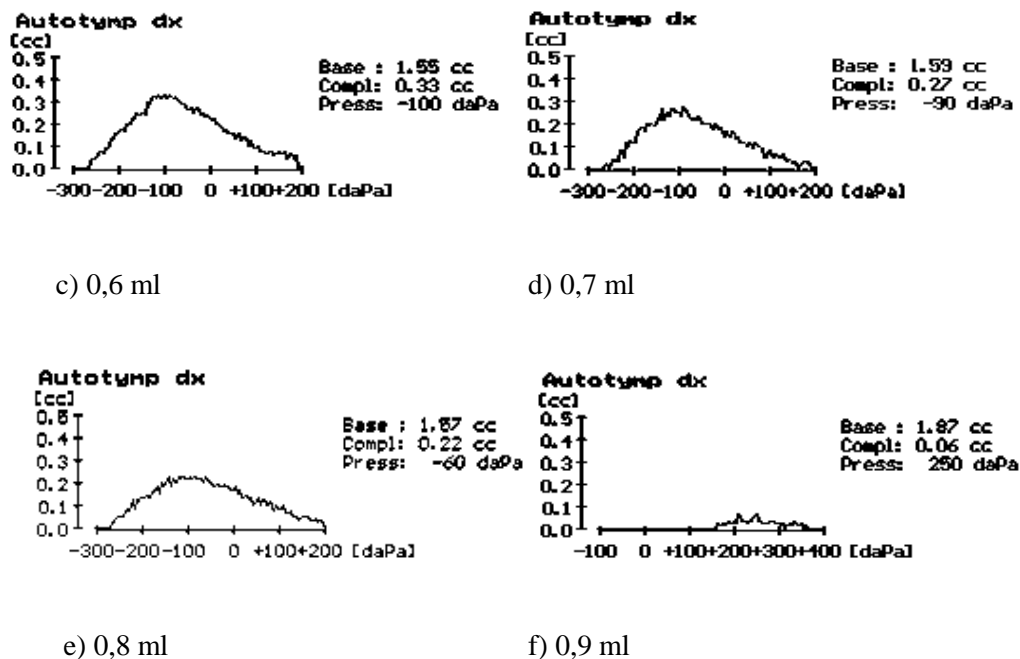 Autotymp dx
[cc]
0.5
0.4
0.3
0.2
0.1
0.0
-300-200-100 0 +100+200 [daPa]
Base : 1.55 cc
Compl: 0.33 cc
Press: -100 daPa
Autotymp dx
[cc]
0.5
0.4
0.3
0.2
0.1
0.0
-300-200-100 0 +100+200 [daPa]
Base : 1.59 cc
Compl: 0.27 cc
Press: -90 daPa
c) 0,6 ml
d) 0,7 ml
Autotymp dx
[cc]
0.5
0.4
0.3
0.2
0.1
0.0
-300-200-100 0 +100+200 [daPa]
Base : cc
Compl: 0.22 cc
Press: -60 daPa
Autotymp dx
[cc]
0.5
0.4
0.3
0.2
0.1
0.0
-100 0 +100+200+300+400 [daPa]
Base : 1.87 cc
Compl: 0.06 cc
Press: 250 daPa
e) 0,8 ml
f) 0,9 ml